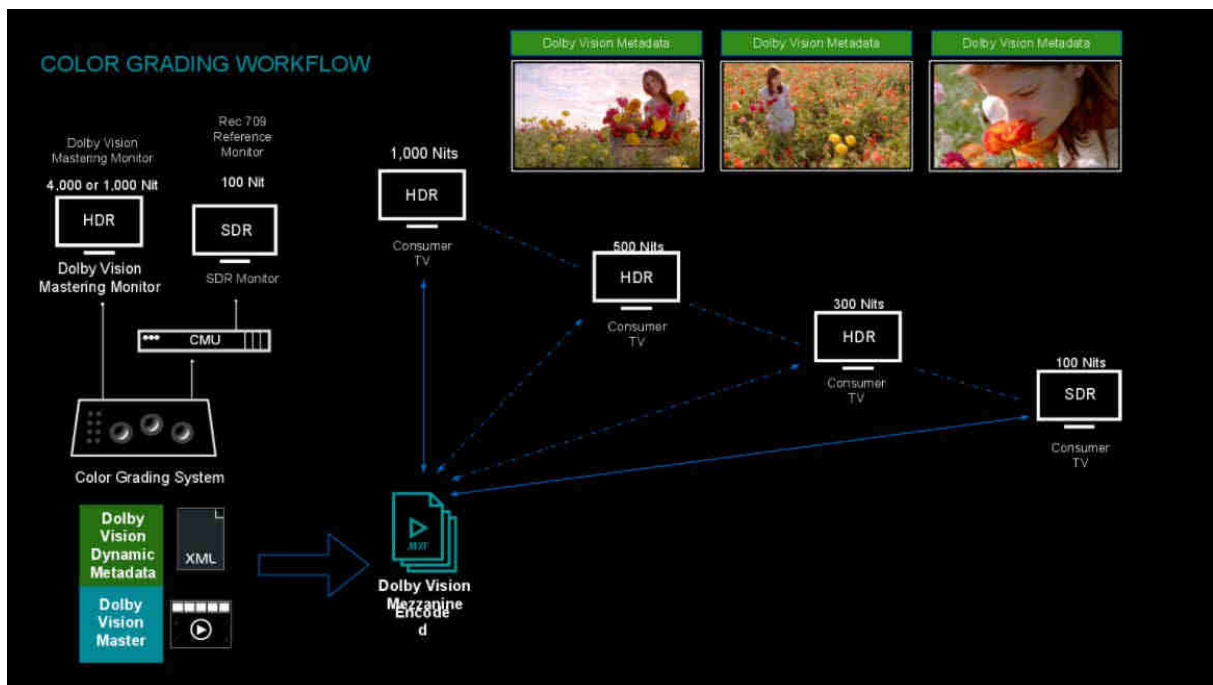 COLOR GRADING WORKFLOW
Dolby Vision Metadata
Dolby Vision Metadata
Dolby Vision Metadata
Dolby Vision
Mastering Monitor
4,000 or 1,000 Nit
HDR
Dolby Vision
Mastering Monitor
Rec 709
Reference
Monitor
100 Nit
SDR
SDR Monitor
CMU
Color Grading System
Dolby
Vision
Dynamic
Metadata
XML
Dolby
Vision
Master
1,000 Nits
HDR
Consumer
TV
500 Nits
HDR
Consumer
TV
300 Nits
HDR
Consumer
TV
100 Nits
SDR
Consumer
TV
.MXF
Dolby Vision
Mezzanine
Encode
d